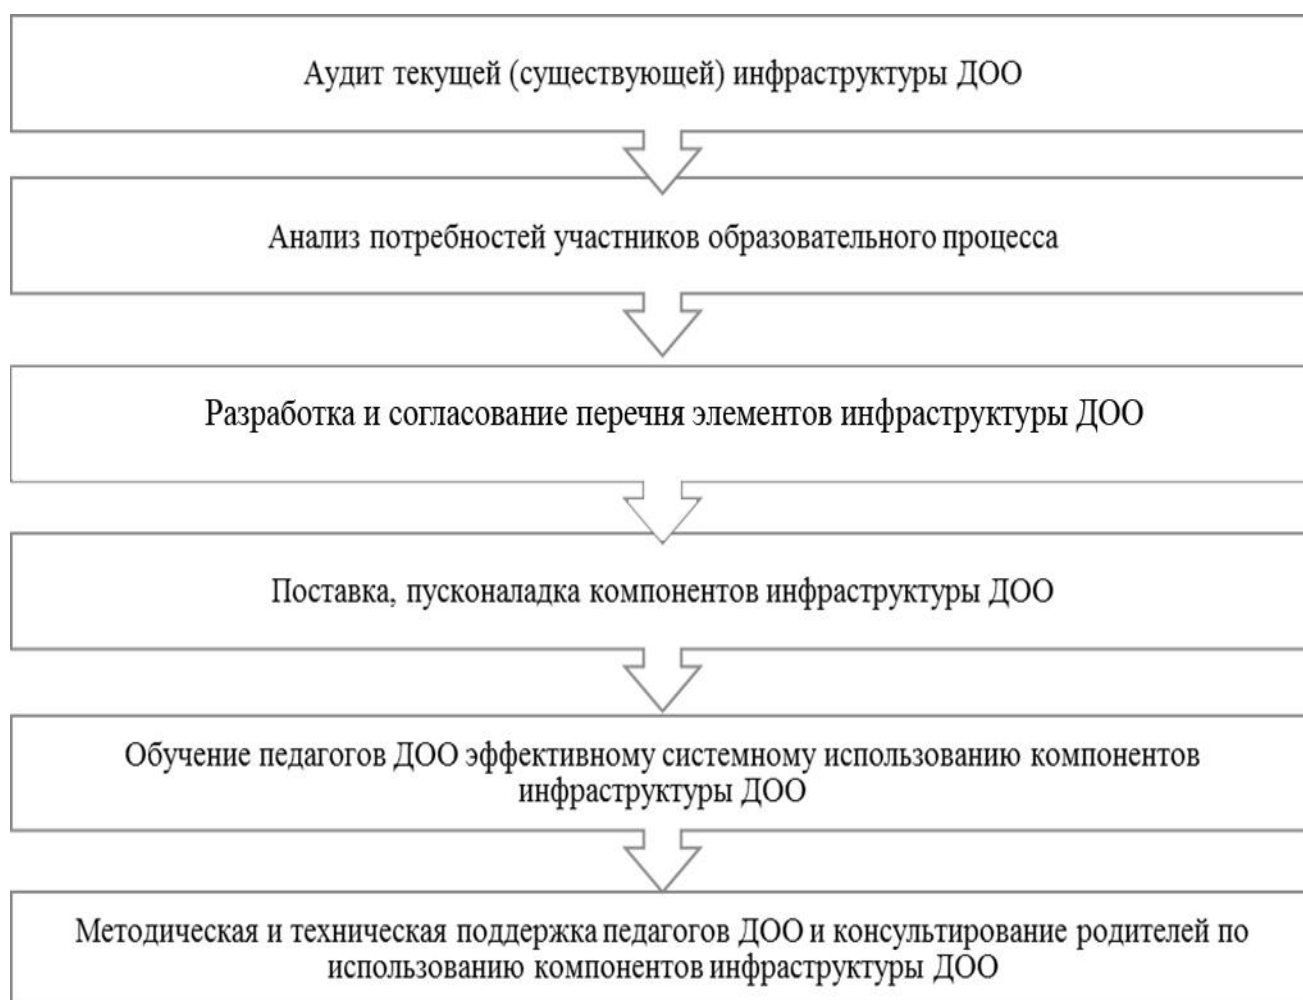 Аудит текущей (существующей) инфраструктуры ДОО
Анализ потребностей участников образовательного процесса
Разработка и согласование перечня элементов инфраструктуры ДОО
Поставка, пусконаладка компонентов инфраструктуры ДОО
Обучение педагогов ДОО эффективному системному использованию компонентов
инфраструктуры ДОО
Методическая и техническая поддержка педагогов ДОО и консультирование родителей по
использованию компонентов инфраструктуры ДОО